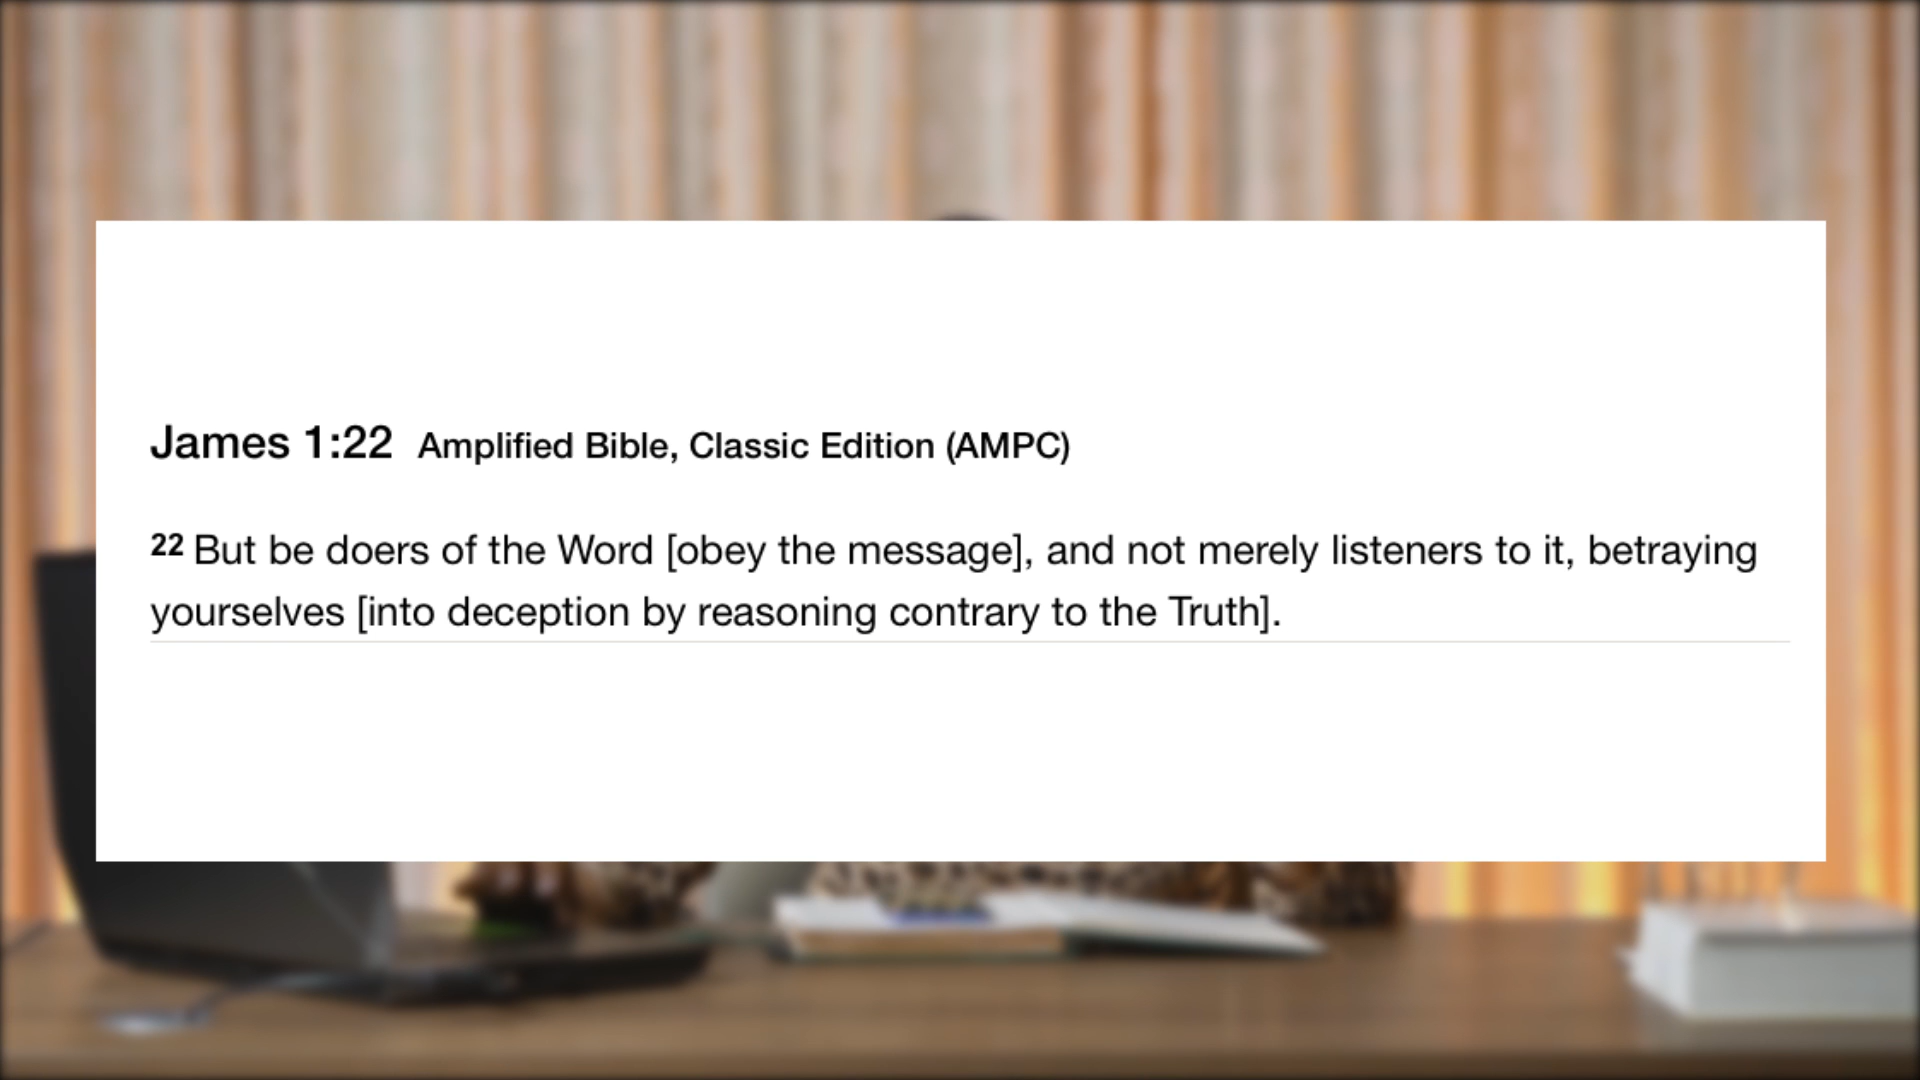 James 1:22 Amplified Bible, Classic Edition (AMPC)
22 But be doers of the Word [obey the message], and not merely listeners to it, betraying
yourselves [into deception by reasoning contrary to the Truth].